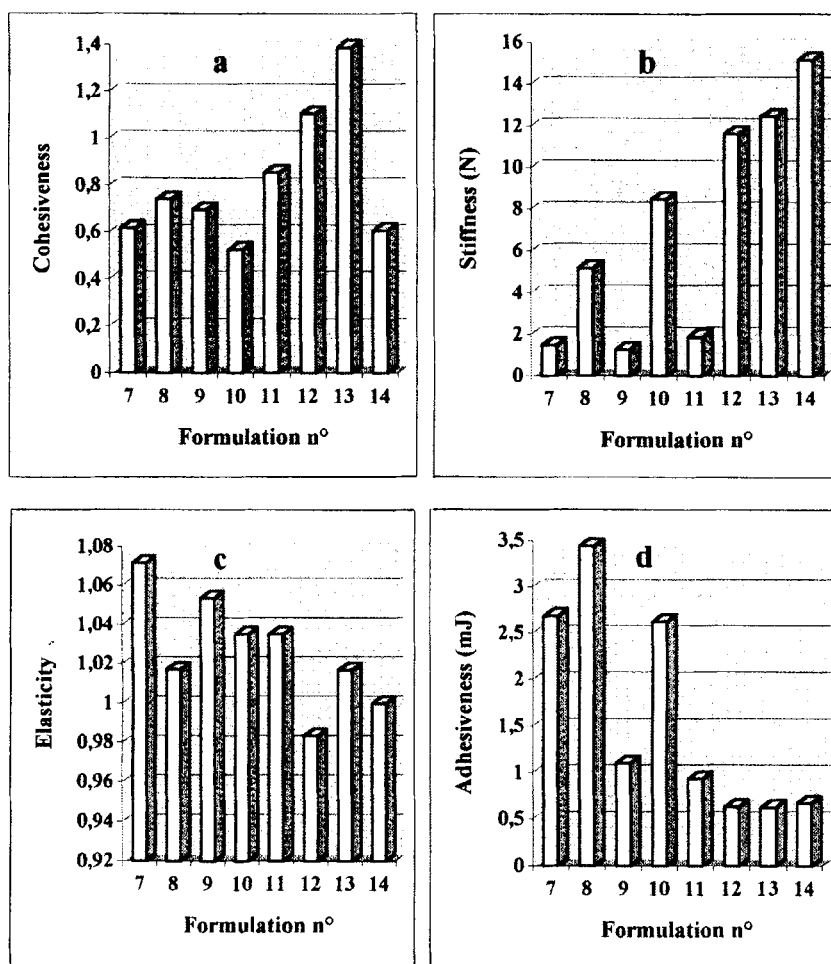 a
Cohesiveness
1,4
1,2
1
0,8
0,6
0,4
0,2
0
7 8 9 10 11 12 13 14
Formulation n°
b
Stiffness (N)
16
14
12
10
8
6
4
2
0
7 8 9 10 11 12 13 14
Formulation n°
c
Elasticity
1,08
1,06
1,04
1,02
1
0,98
0,96
0,94
0,92
7 8 9 10 11 12 13 14
Formulation n°
d
Adhesiveness (mJ)
3,5
3
2,5
2
1,5
1
0,5
0
7 8 9 10 11 12 13 14
Formulation n°